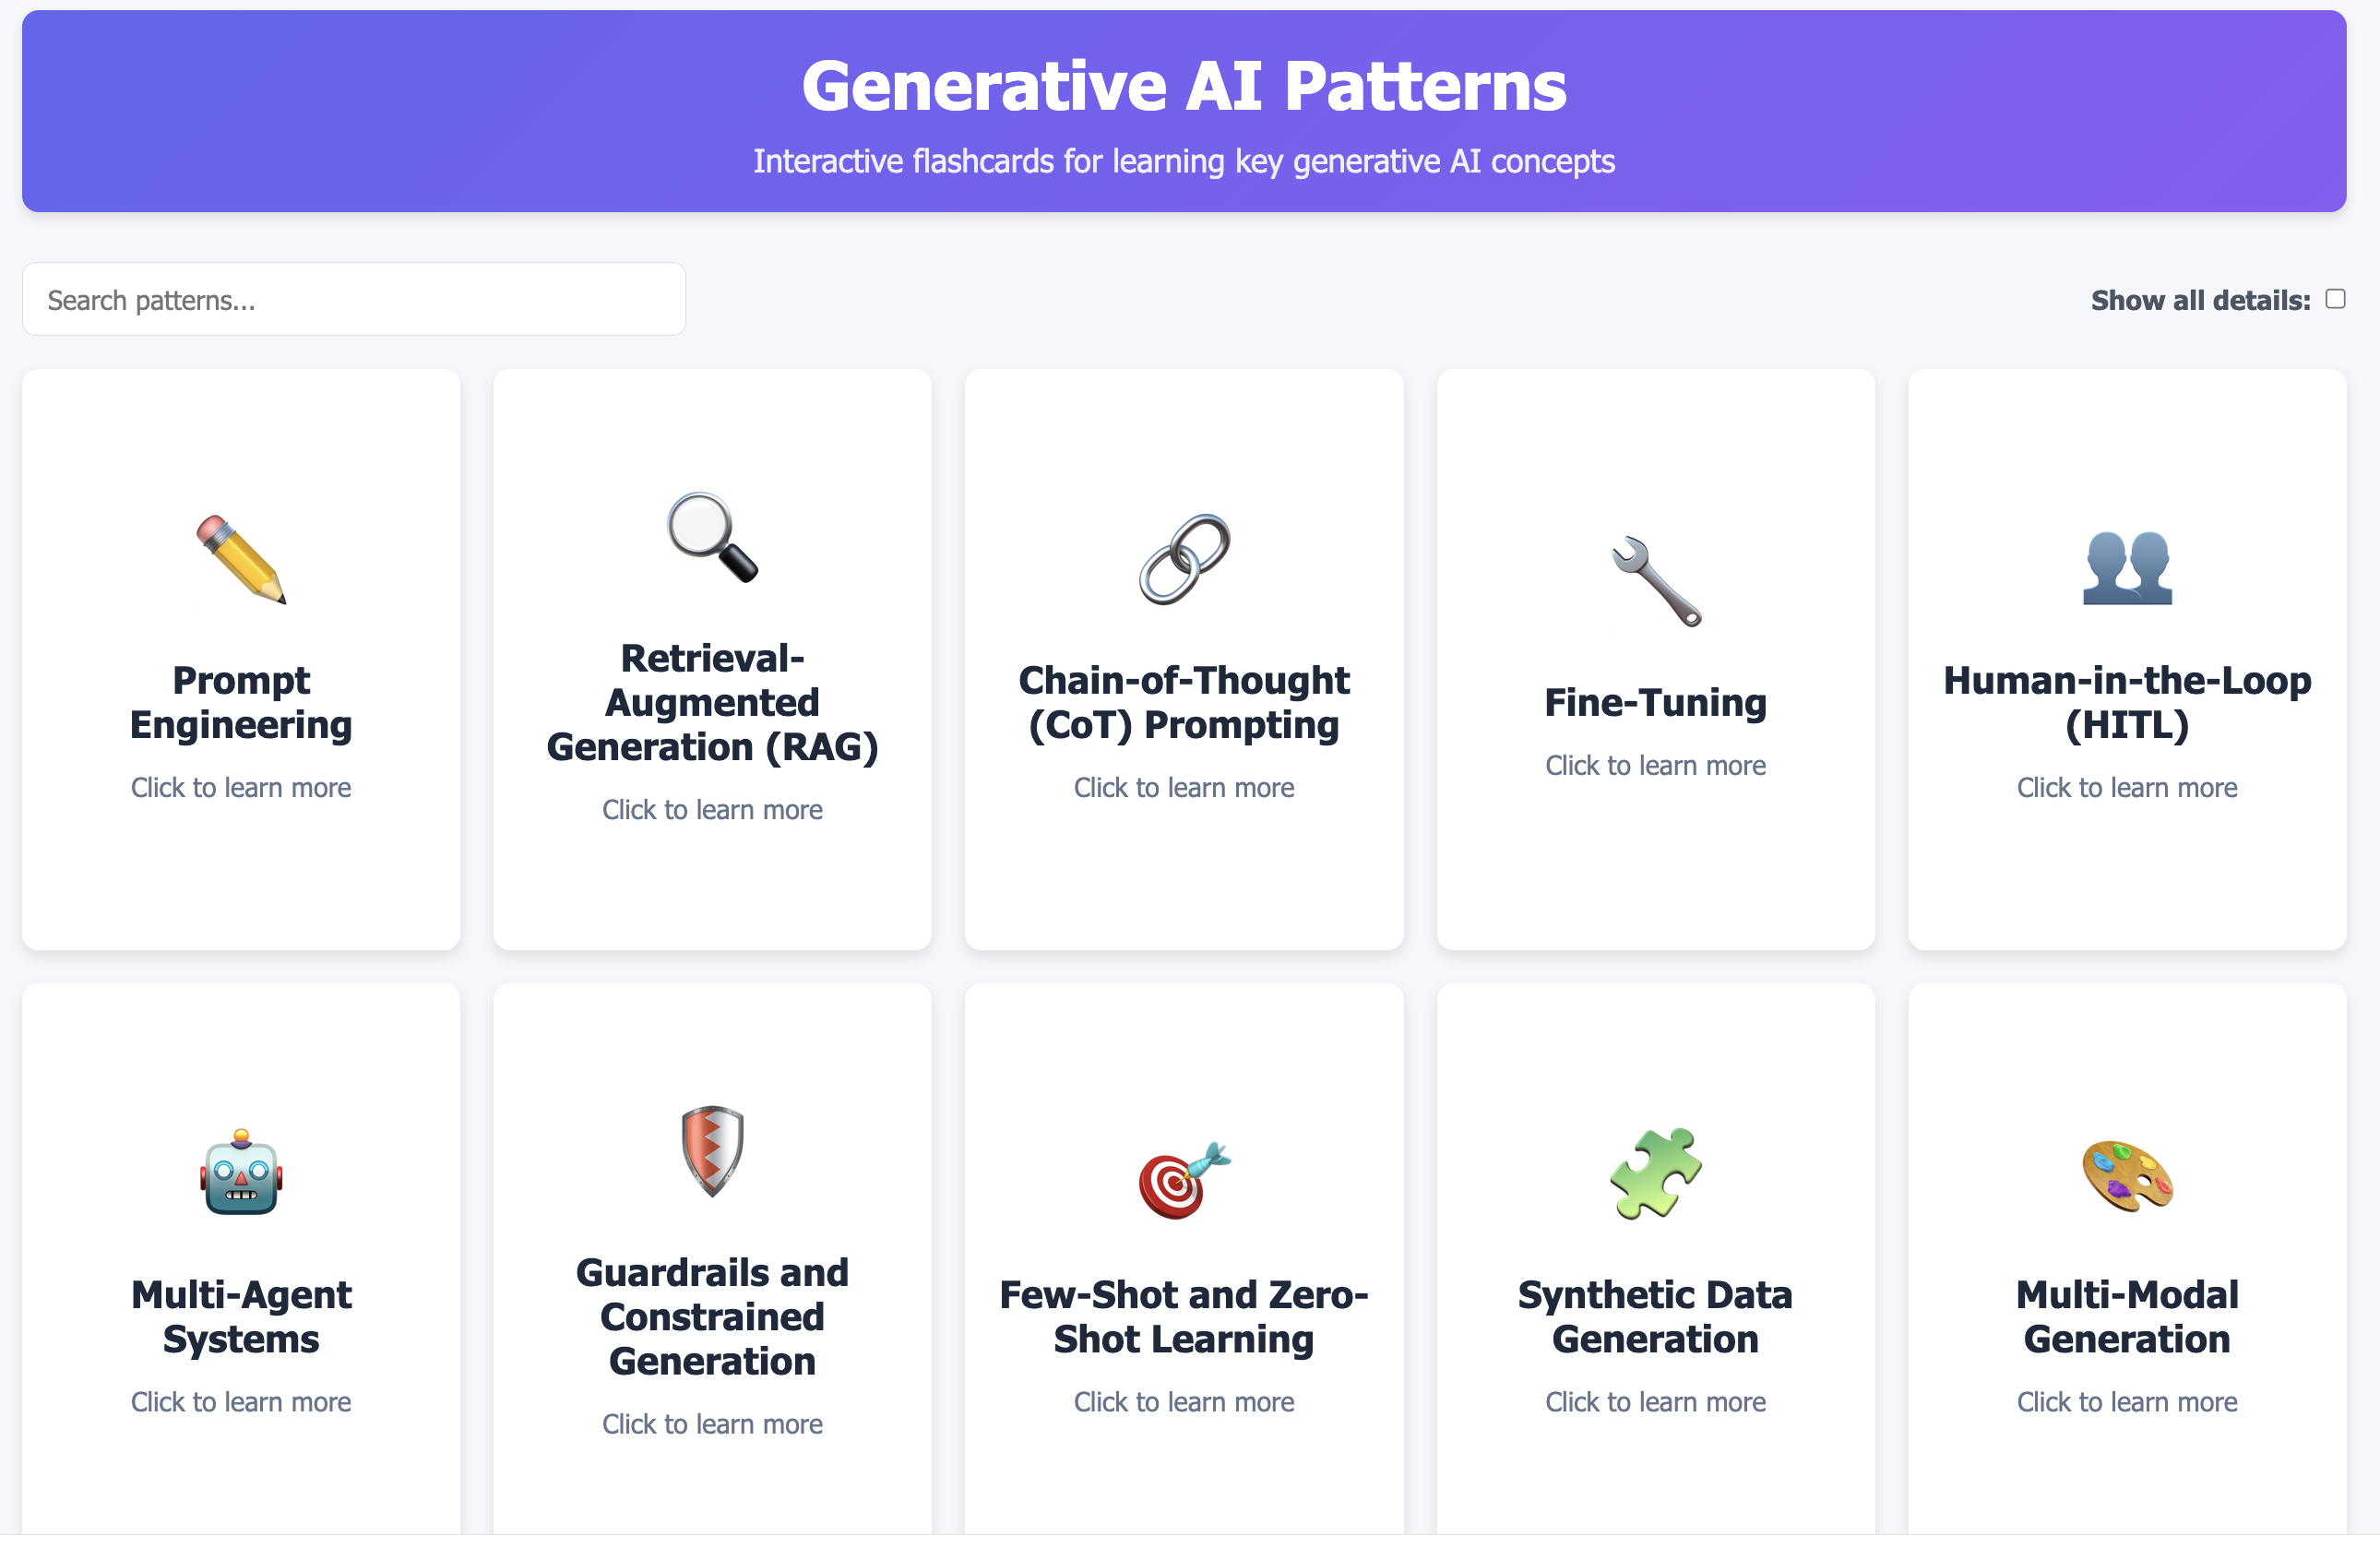 Generative AI Patterns
Interactive flashcards for learning key generative AI concepts
Search patterns...
Show all details:
Prompt
Engineering
Click to learn more
Retrieval-
Augmented
Generation (RAG)
Click to learn more
Chain-of-Thought
(CoT) Prompting
Click to learn more
Fine-Tuning
Click to learn more
Human-in-the-Loop
(HITL)
Click to learn more
Multi-Agent
Systems
Click to learn more
Guardrails and
Constrained
Generation
Click to learn more
Few-Shot and Zero-
Shot Learning
Click to learn more
Synthetic Data
Generation
Click to learn more
Multi-Modal
Generation
Click to learn more